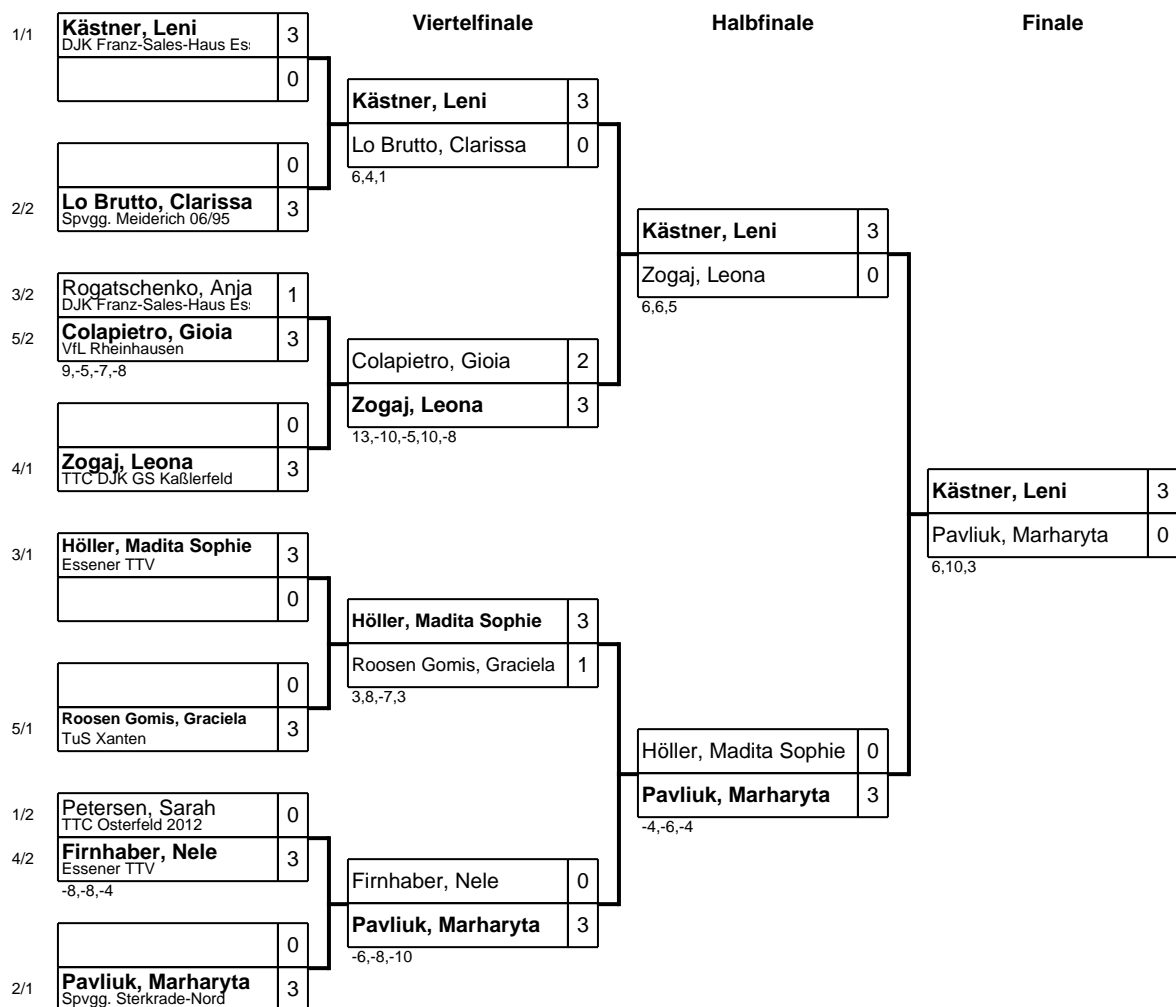 Viertelfinale
Halbfinale
Finale
1/1
Kästner, Leni 3
DJK Franz-Sales-Haus Es
0
0
2/2
Lo Brutto, Clarissa 3
Spvgg. Meiderich 06/95
3/2
Rogatschenko, Anja 1
DJK Franz-Sales-Haus Es
5/2
Colapietro, Gioia 3
VfL Rheinhausen
9,-5,-7,-8
0
4/1
Zogaj, Leona 3
TTC DJK GS Kaßlerfeld
3/1
Höller, Madita Sophie 3
Essener TTV
0
0
5/1
Roosen Gomis, Graciela 3
TuS Xanten
1/2
Petersen, Sarah 0
TTC Osterfeld 2012
4/2
Firnhaber, Nele 3
Essener TTV
-8,-8,-4
0
2/1
Pavliuk, Marharyta 3
Spvgg. Sterkrade-Nord
Kästner, Leni 3
Lo Brutto, Clarissa 0
6,4,1
Colapietro, Gioia 2
Zogaj, Leona 3
13,-10,-5,10,-8
Höller, Madita Sophie 3
Roosen Gomis, Graciela 1
3,8,-7,3
Firnhaber, Nele 0
Pavliuk, Marharyta 3
-6,-8,-10
Kästner, Leni 3
Zogaj, Leona 0
6,6,5
Höller, Madita Sophie 0
Pavliuk, Marharyta 3
-4,-6,-4
Kästner, Leni 3
Pavliuk, Marharyta 0
6,10,3